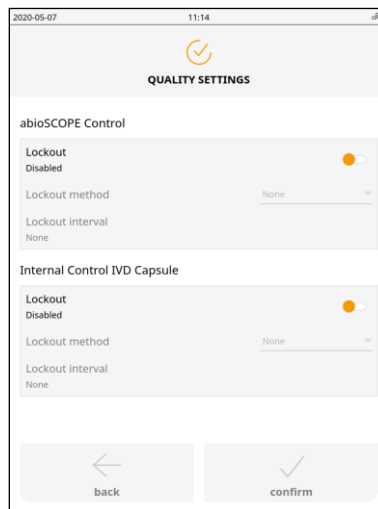 2020-05-07 11:14
QUALITY SETTINGS
abioSCOPE Control
Lockout
Disabled
Lockout method None
Lockout interval
None
Internal Control IVD Capsule
Lockout
Disabled
Lockout method None
Lockout interval
None
back confirm